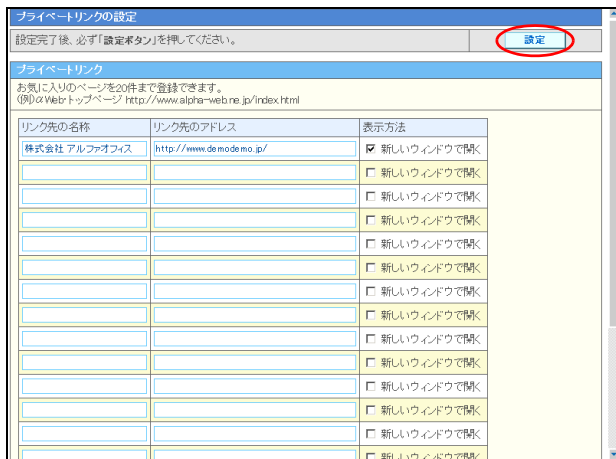 プライベートリンクの設定
設定完了後、必ず「設定ボタン」を押してください。 設定
プライベートリンク
お気に入りのページを20件まで登録できます。
(例)αWebトップページ http://www.alpha-web.ne.jp/index.html
リンク先の名称 リンク先のアドレス 表示方法
株式会社 アルファオフィス http://www.demodemo.jp/ 新しいウィンドウで開く
新しいウィンドウで開く
新しいウィンドウで開く
新しいウィンドウで開く
新しいウィンドウで開く
新しいウィンドウで開く
新しいウィンドウで開く
新しいウィンドウで開く
新しいウィンドウで開く
新しいウィンドウで開く
新しいウィンドウで開く
新しいウィンドウで開く
新しいウィンドウで開く
新しいウィンドウで開く